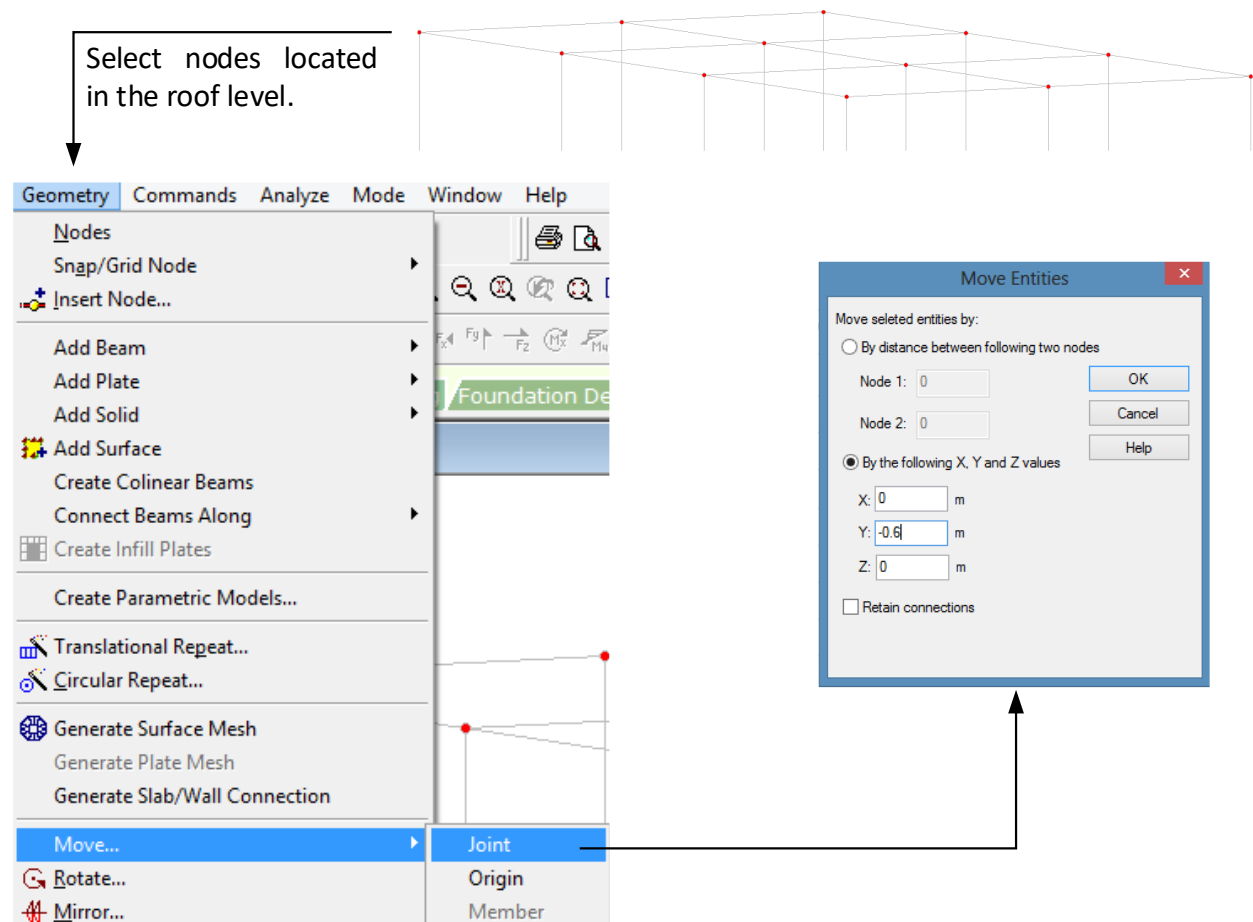 Select nodes located
in the roof level.
Geometry Commands Analyze Mode Window Help
Nodes
Snap/Grid Node
Insert Node...
Add Beam
Add Plate
Add Solid
Add Surface
Create Colinear Beams
Connect Beams Along
Create Infill Plates
Create Parametric Models...
Translational Repeat...
Circular Repeat...
Generate Surface Mesh
Generate Plate Mesh
Generate Slab/Wall Connection
Move...
Rotate...
Mirror...
Joint
Origin
Member
Fx Fy Fz Mx
Foundation De
Move Entities
Move seleted entities by:
By distance between following two nodes
Node 1: 0
Node 2: 0
OK
Cancel
Help
By the following X, Y and Z values
X: 0 m
Y: -0.6 m
Z: 0 m
Retain connections